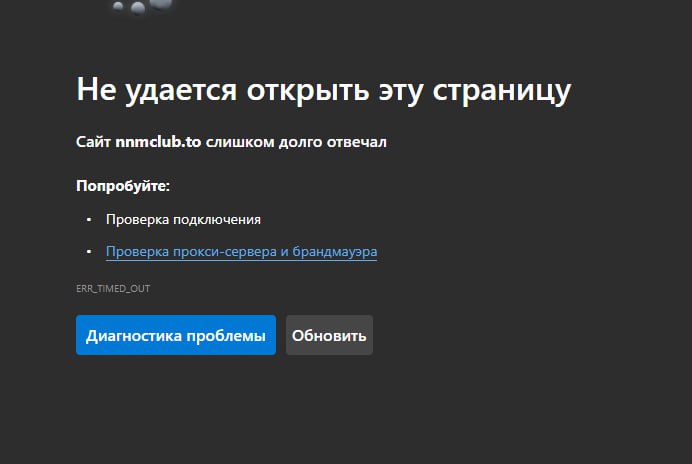 Не удается открыть эту страницу
Сайт nnmclub.to слишком долго отвечал
Попробуйте:
• Проверка подключения
• Проверка прокси-сервера и брандмауэра
ERR_TIMED_OUT
Диагностика проблемы Обновить